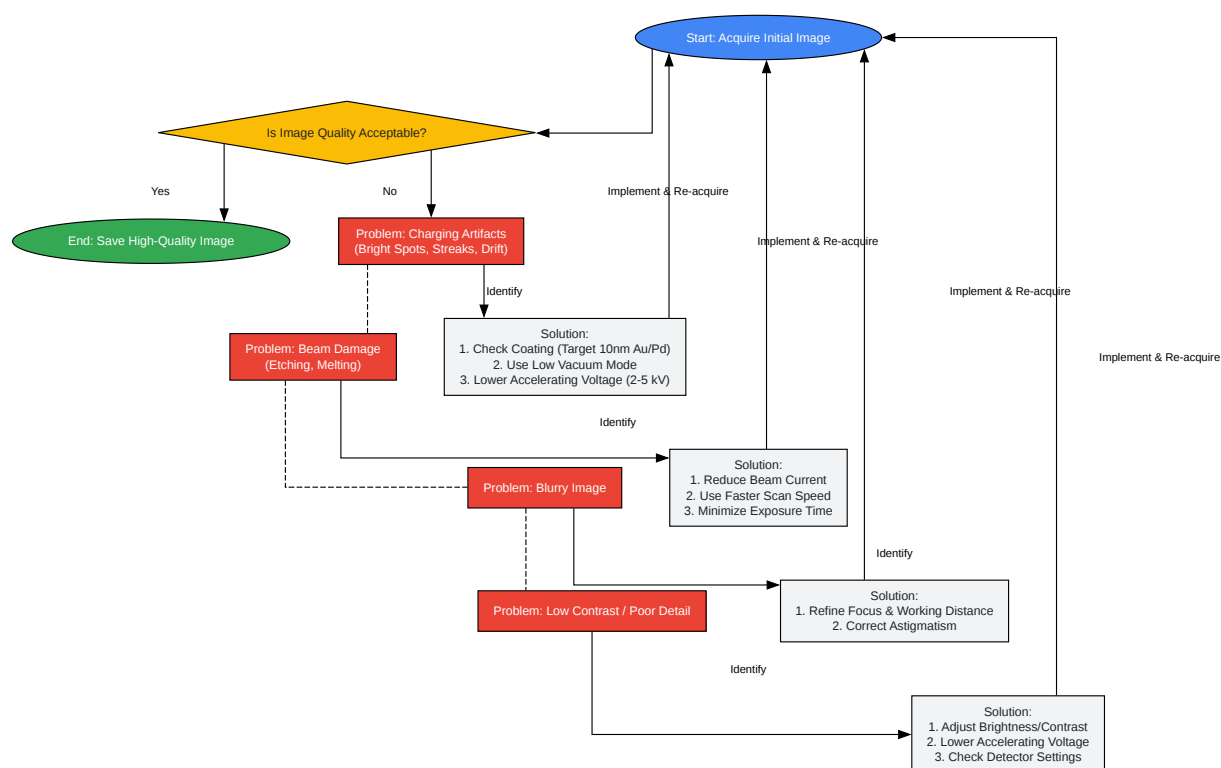 Start: Acquire Initial Image
Is Image Quality Acceptable?
Yes
No
Implement & Re-acquire
End: Save High-Quality Image
Problem: Charging Artifacts
(Bright Spots, Streaks, Drift)
Implement & Re-acquire
Identify
Implement & Re-acquire
Solution:
1. Check Coating (Target 10nm Au/Pd)
2. Use Low Vacuum Mode
3. Lower Accelerating Voltage (2-5 kV)
Problem: Beam Damage
(Etching, Melting)
Implement & Re-acquire
Identify
Solution:
1. Reduce Beam Current
2. Use Faster Scan Speed
3. Minimize Exposure Time
Problem: Blurry Image
Identify
Solution:
1. Refine Focus & Working Distance
2. Correct Astigmatism
Problem: Low Contrast / Poor Detail
Identify
Solution:
1. Adjust Brightness/Contrast
2. Lower Accelerating Voltage
3. Check Detector Settings